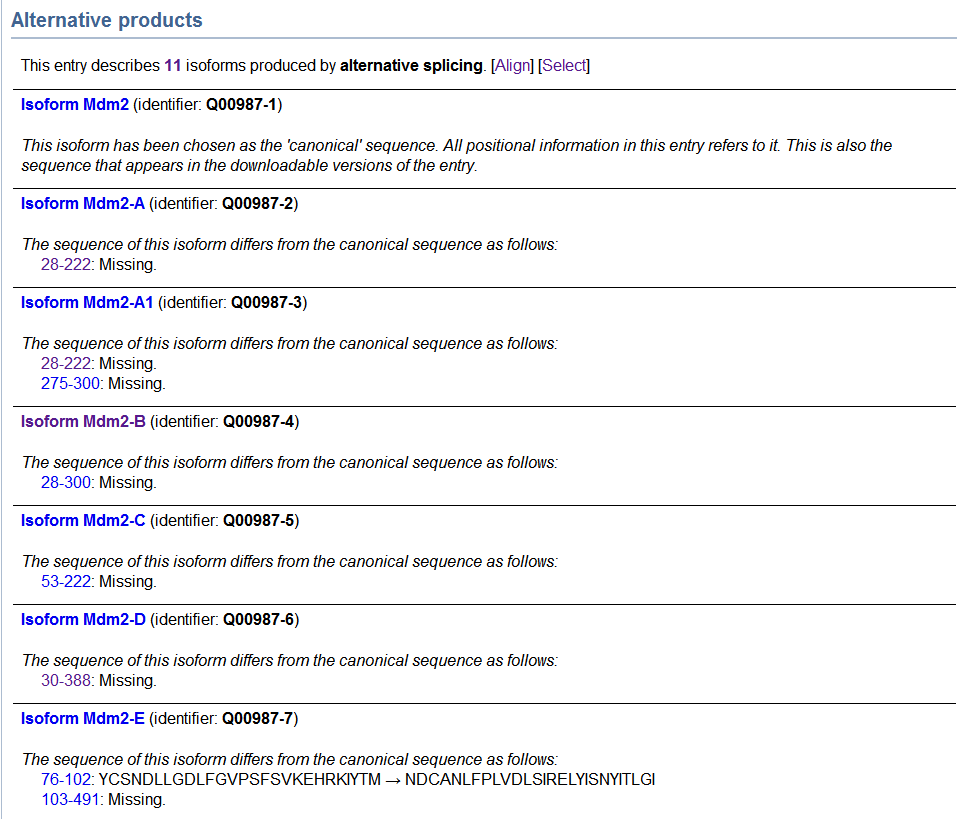 Alternative products
This entry describes 11 isoforms produced by alternative splicing. [Align] [Select]
Isoform Mdm2 (identifier: Q00987-1)
This isoform has been chosen as the 'canonical' sequence. All positional information in this entry refers to it. This is also the
sequence that appears in the downloadable versions of the entry.
Isoform Mdm2-A (identifier: Q00987-2)
The sequence of this isoform differs from the canonical sequence as follows:
28-222: Missing.
Isoform Mdm2-A1 (identifier: Q00987-3)
The sequence of this isoform differs from the canonical sequence as follows:
28-222: Missing.
275-300: Missing.
Isoform Mdm2-B (identifier: Q00987-4)
The sequence of this isoform differs from the canonical sequence as follows:
28-300: Missing.
Isoform Mdm2-C (identifier: Q00987-5)
The sequence of this isoform differs from the canonical sequence as follows:
53-222: Missing.
Isoform Mdm2-D (identifier: Q00987-6)
The sequence of this isoform differs from the canonical sequence as follows:
30-388: Missing.
Isoform Mdm2-E (identifier: Q00987-7)
The sequence of this isoform differs from the canonical sequence as follows:
76-102: YCSNDLLGDLFGVPSFSVKEHRKIYTM → NDCANLFPLVDLSIRELYISNYITLGI
103-491: Missing.